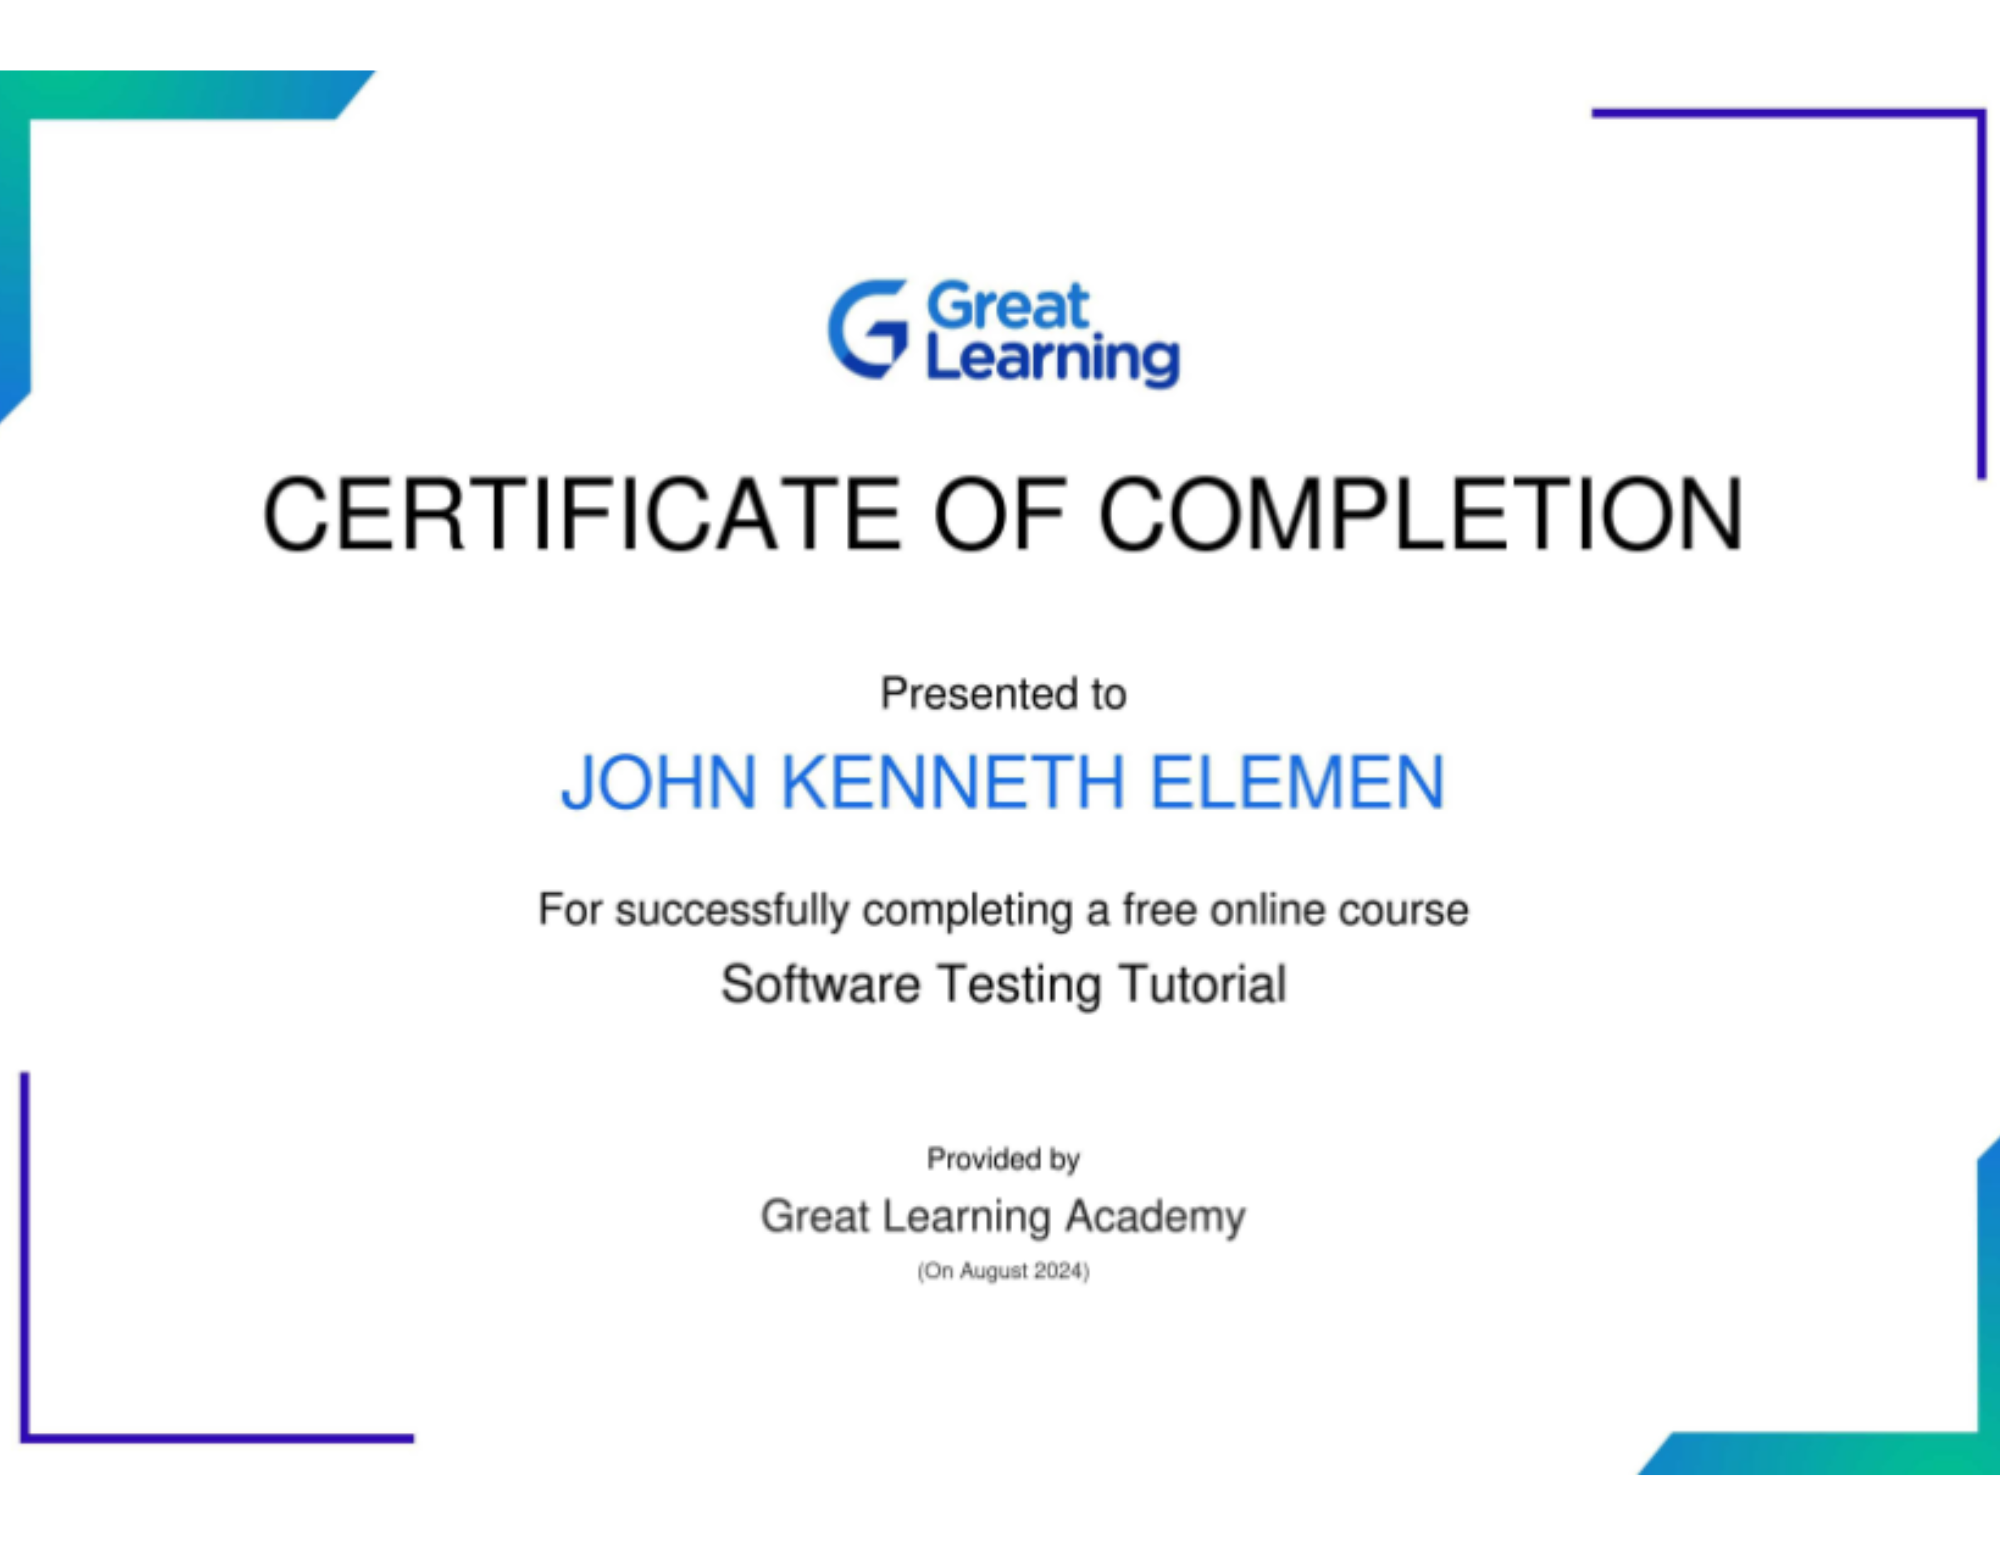 Great
Learning
CERTIFICATE OF COMPLETION
Presented to
JOHN KENNETH ELEMEN
For successfully completing a free online course
Software Testing Tutorial
Provided by
Great Learning Academy
(On August 2024)